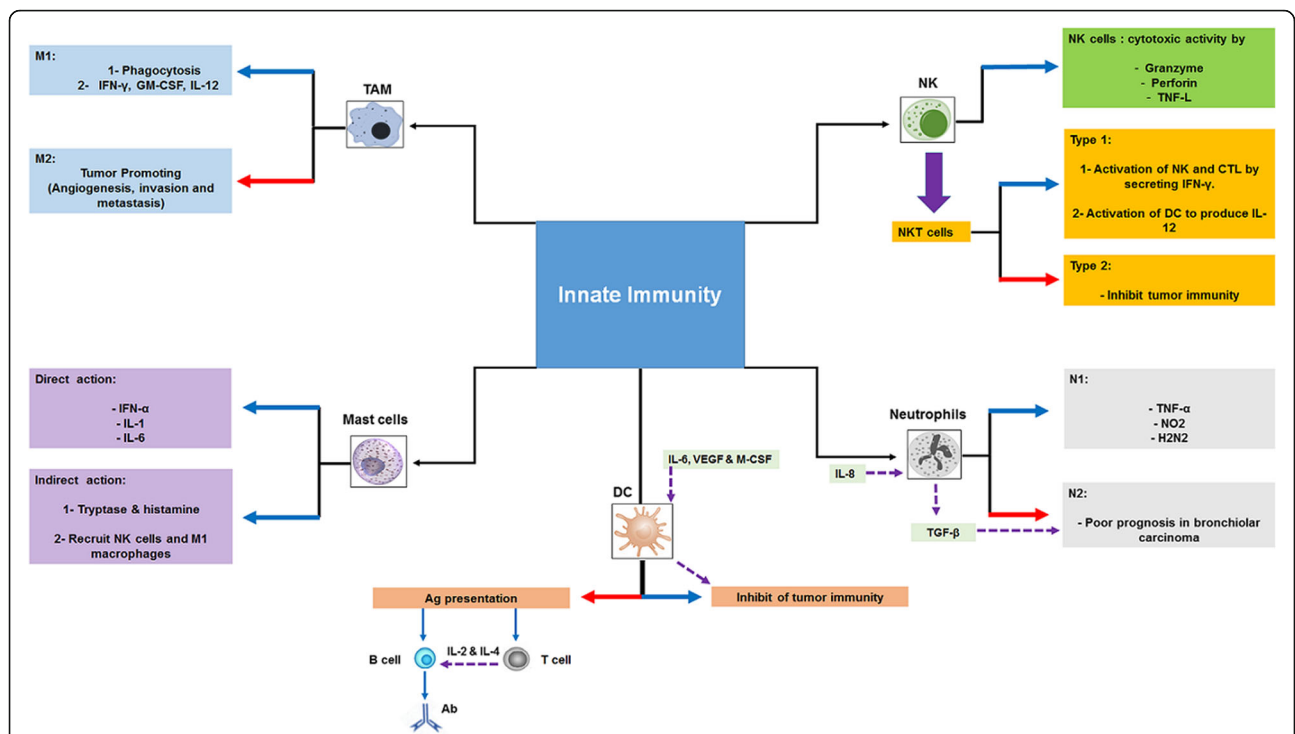 M1:
1- Phagocytosis
2- IFN-γ, GM-CSF, IL-12
M2:
Tumor Promoting
(Angiogenesis, invasion and
metastasis)
TAM
NK
NK cells : cytotoxic activity by
- Granzyme
- Perforin
- TNF-L
Type 1:
1- Activation of NK and CTL by
secreting IFN-γ.
2- Activation of DC to produce IL-
12
NKT cells
Type 2:
- Inhibit tumor immunity
Innate Immunity
Direct action:
- IFN-α
- IL-1
- IL-6
Mast cells
Indirect action:
1- Tryptase & histamine
2- Recruit NK cells and M1
macrophages
Neutrophils
N1:
- TNF-α
- NO2
- H2N2
IL-6, VEGF & M-CSF
IL-8
DC
TGF-β
N2:
- Poor prognosis in bronchiolar
carcinoma
Ag presentation
Inhibit of tumor immunity
B cell
IL-2 & IL-4
T cell
Ab